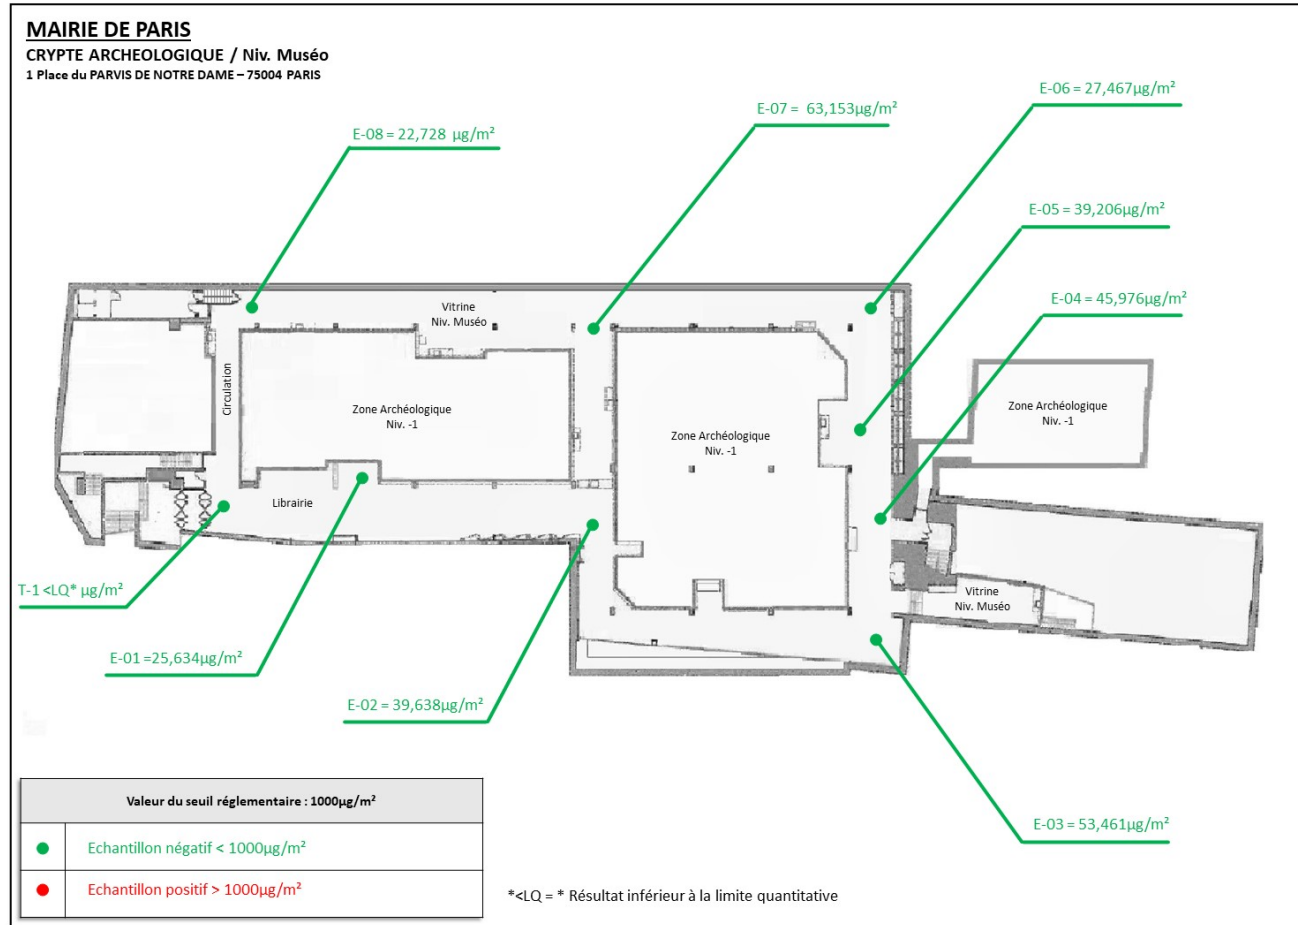 MAIRIE DE PARIS
CRYPTE ARCHEOLOGIQUE / Niv. Muséo
1 Place du PARVIS DE NOTRE DAME – 75004 PARIS
E-06 = 27,467µg/m²
E-07 =  63,153µg/m²
E-08 = 22,728  µg/m²
E-05 = 39,206µg/m²
E-04 = 45,976µg/m²
Vitrine
Niv. Muséo
Circulation
Zone Archéologique
Niv. -1
Zone Archéologique
Niv. -1
Zone Archéologique
Niv. -1
Librairie
T-1 <LQ* µg/m²
Vitrine
Niv. Muséo
E-01 =25,634µg/m²
E-02 = 39,638µg/m²
E-03 = 53,461µg/m²
Valeur du seuil réglementaire : 1000µg/m²
Echantillon négatif < 1000µg/m²
Echantillon positif > 1000µg/m²
*<LQ = * Résultat inférieur à la limite quantitative